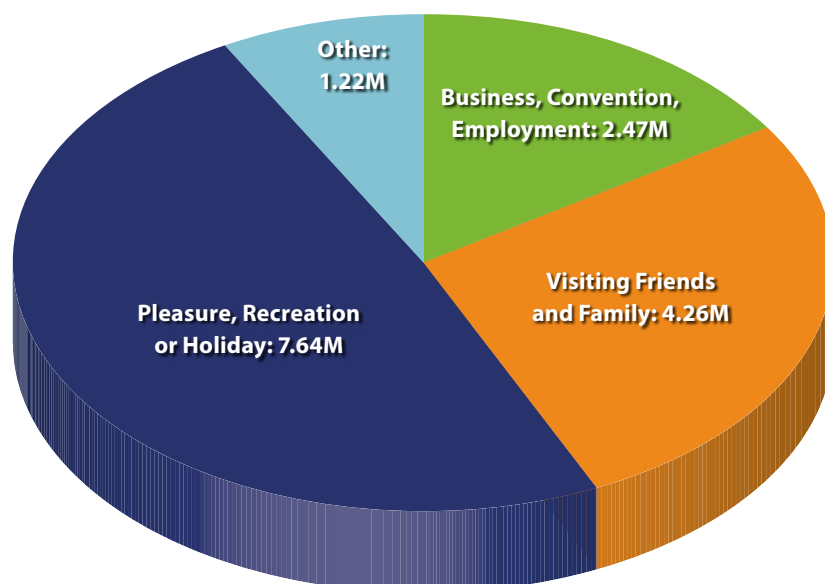 Other:
1.22M
Business, Convention,
Employment: 2.47M
Visiting Friends
and Family: 4.26M
Pleasure, Recreation
or Holiday: 7.64M